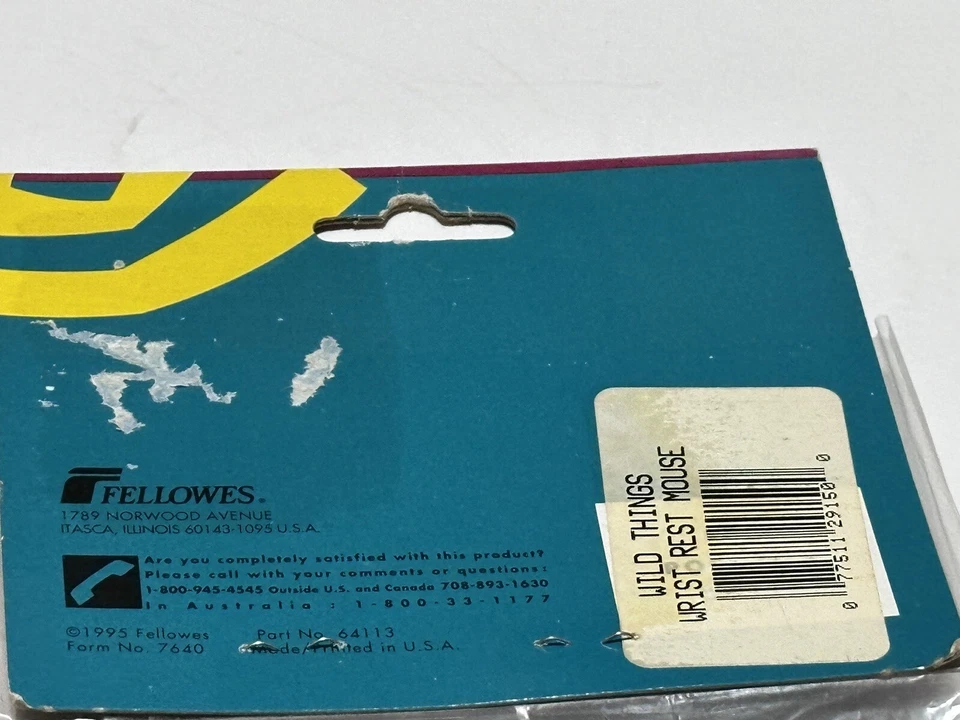 FELLOWES®
1789 NORWOOD AVENUE
ITASCA, ILLINOIS 60143-1095 U.S.A.
Are you completely satisfied with this product?
Please call with your comments or questions:
1-800-945-4545 Outside U.S. and Canada 708-893-1630
In Australia : 1-800-33-1177
©1995 Fellowes Part No. 64113
Form No. 7640 Made/Printed in U.S.A.
WILD THINGS
WRIST REST MOUSE
0 77511 29150 0